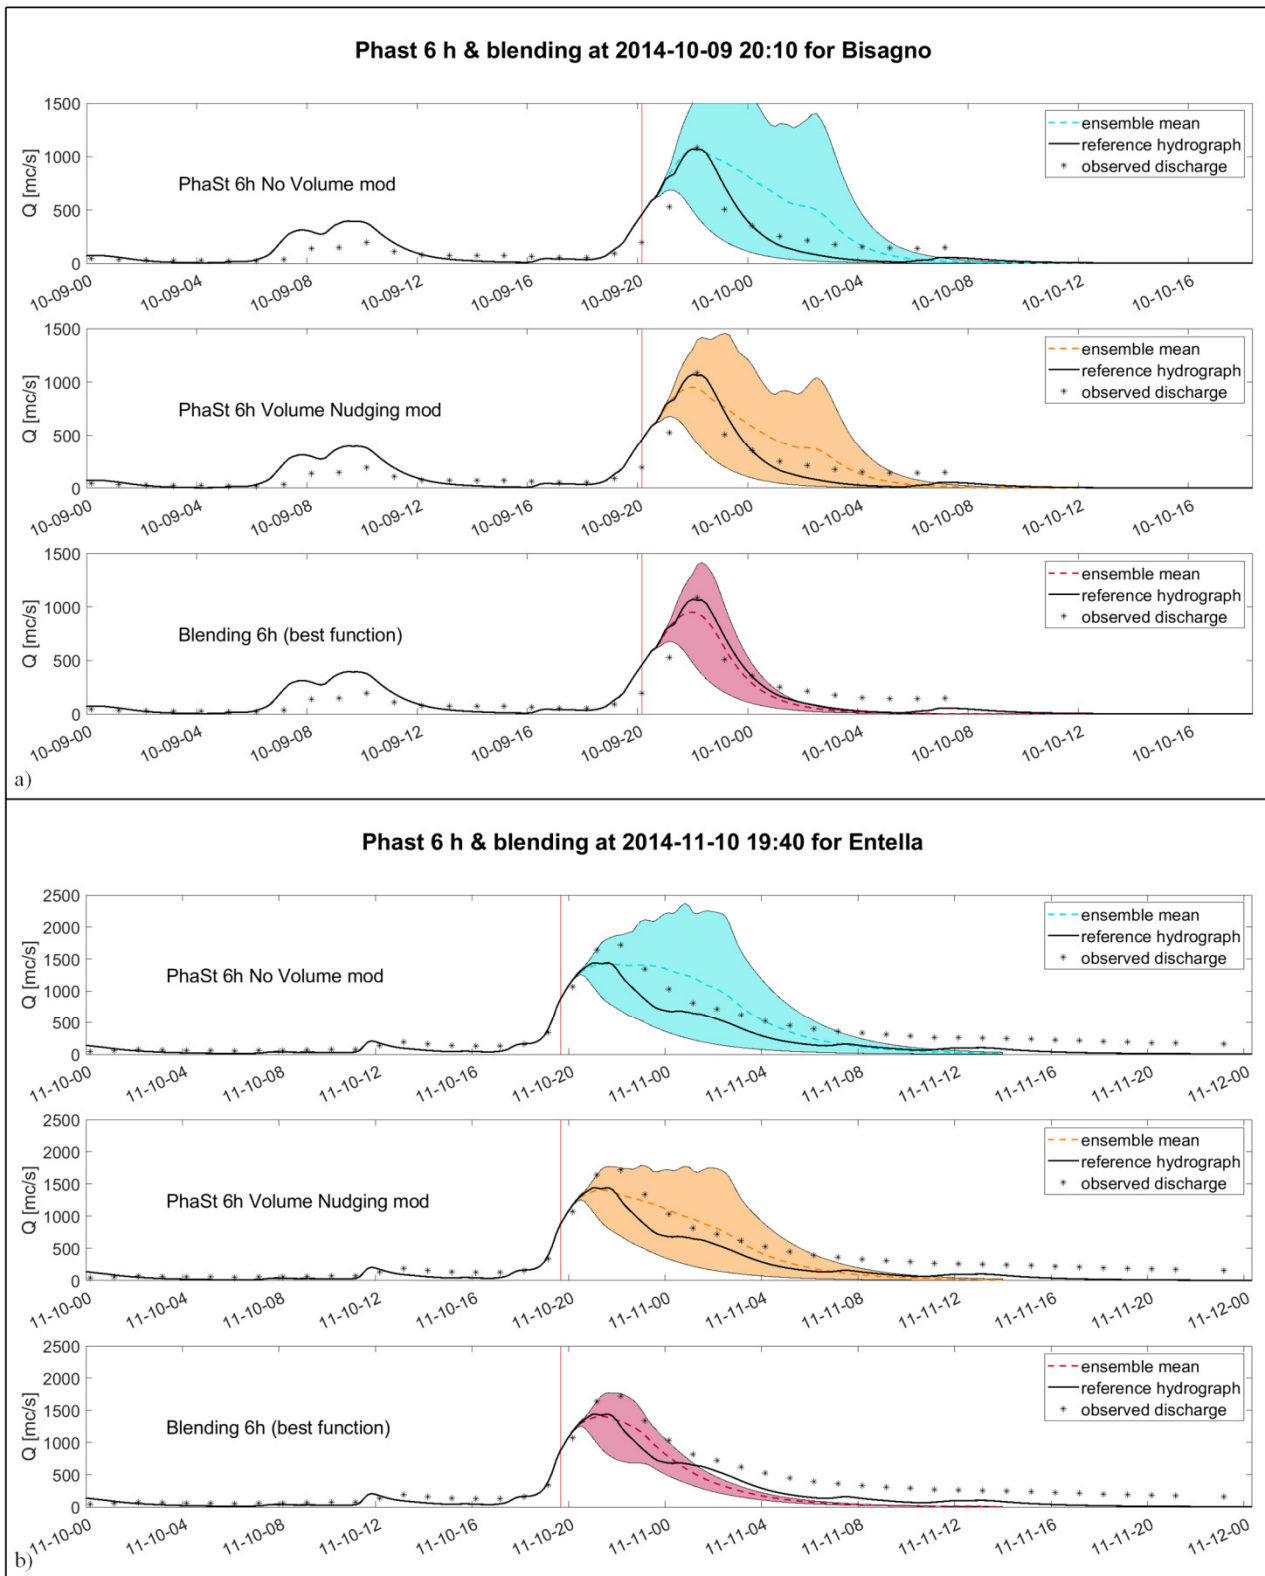 Phast 6 h & blending at 2014-10-09 20:10 for Bisagno
1500
1000
500
0
Q [mc/s]
PhaSt 6h No Volume mod
ensemble mean
reference hydrograph
observed discharge
10-09-00 10-09-04 10-09-08 10-09-12 10-09-16 10-09-20 10-10-00 10-10-04 10-10-08 10-10-12 10-10-16
1500
1000
500
0
Q [mc/s]
PhaSt 6h Volume Nudging mod
ensemble mean
reference hydrograph
observed discharge
10-09-00 10-09-04 10-09-08 10-09-12 10-09-16 10-09-20 10-10-00 10-10-04 10-10-08 10-10-12 10-10-16
1500
1000
500
0
Q [mc/s]
Blending 6h (best function)
ensemble mean
reference hydrograph
observed discharge
10-09-00 10-09-04 10-09-08 10-09-12 10-09-16 10-09-20 10-10-00 10-10-04 10-10-08 10-10-12 10-10-16
a)
Phast 6 h & blending at 2014-11-10 19:40 for Entella
2500
2000
1500
1000
500
0
Q [mc/s]
PhaSt 6h No Volume mod
ensemble mean
reference hydrograph
observed discharge
11-10-00 11-10-04 11-10-08 11-10-12 11-10-16 11-10-20 11-11-00 11-11-04 11-11-08 11-11-12 11-11-16 11-11-20 11-12-00
2500
2000
1500
1000
500
0
Q [mc/s]
PhaSt 6h Volume Nudging mod
ensemble mean
reference hydrograph
observed discharge
11-10-00 11-10-04 11-10-08 11-10-12 11-10-16 11-10-20 11-11-00 11-11-04 11-11-08 11-11-12 11-11-16 11-11-20 11-12-00
2500
2000
1500
1000
500
0
Q [mc/s]
Blending 6h (best function)
ensemble mean
reference hydrograph
observed discharge
11-10-00 11-10-04 11-10-08 11-10-12 11-10-16 11-10-20 11-11-00 11-11-04 11-11-08 11-11-12 11-11-16 11-11-20 11-12-00
b)